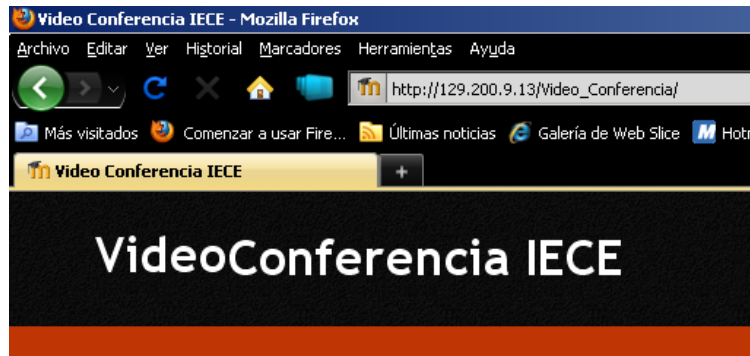 Video Conferencia IECE - Mozilla Firefox
Archivo Editar Ver Historial Marcadores Herramientas Ayuda
http://129.200.9.13/Video_Conferencia/
Más visitados Comenzar a usar Fire... Últimas noticias Galería de Web Slice
Video Conferencia IECE +
VideoConferencia IECE